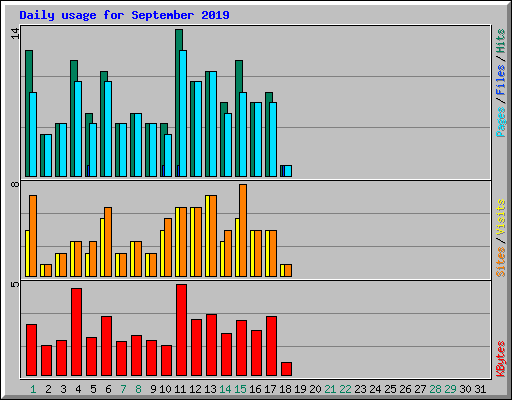 Daily usage for September 2019
14
Pages/Files/Hits
8
Sites/Visits
5
KBytes
1 2 3 4 5 6 7 8 9 10 11 12 13 14 15 16 17 18 19 20 21 22 23 24 25 26 27 28 29 30 31